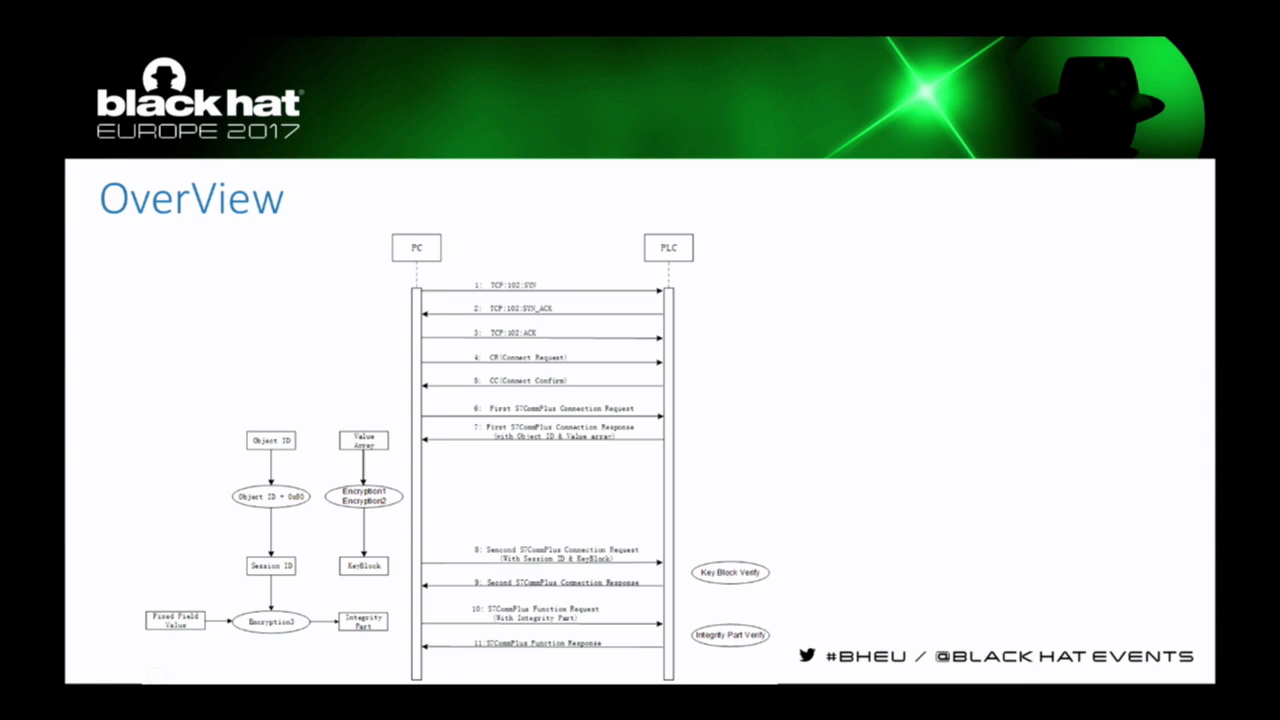 black hat
EUROPE 2017
OverView
PC
PLC
1: TCP:102:SYN
2: TCP:102:SYN_ACK
3: TCP:102:ACK
4: CR(Connect Request)
5: CC(Connect Confirm)
6: First S7CommPlus Connection Request
7: First S7CommPlus Connection Response
(with Object ID & Value array)
Object ID
Value
Array
Object ID + 0x80
Encryption1
Encryption2
8: Sencond S7CommPlus Connection Request
(With Session ID & KeyBlock)
Session ID
KeyBlock
Key Block Verify
9: Second S7CommPlus Connection Response
10: S7CommPlus Function Request
(With Integrity Part)
Fixed Field
Value
Encryption3
Integrity
Part
Integrity Part Verify
11:S7CommPlus Function Response
#BHEU / @BLACK HAT EVENTS